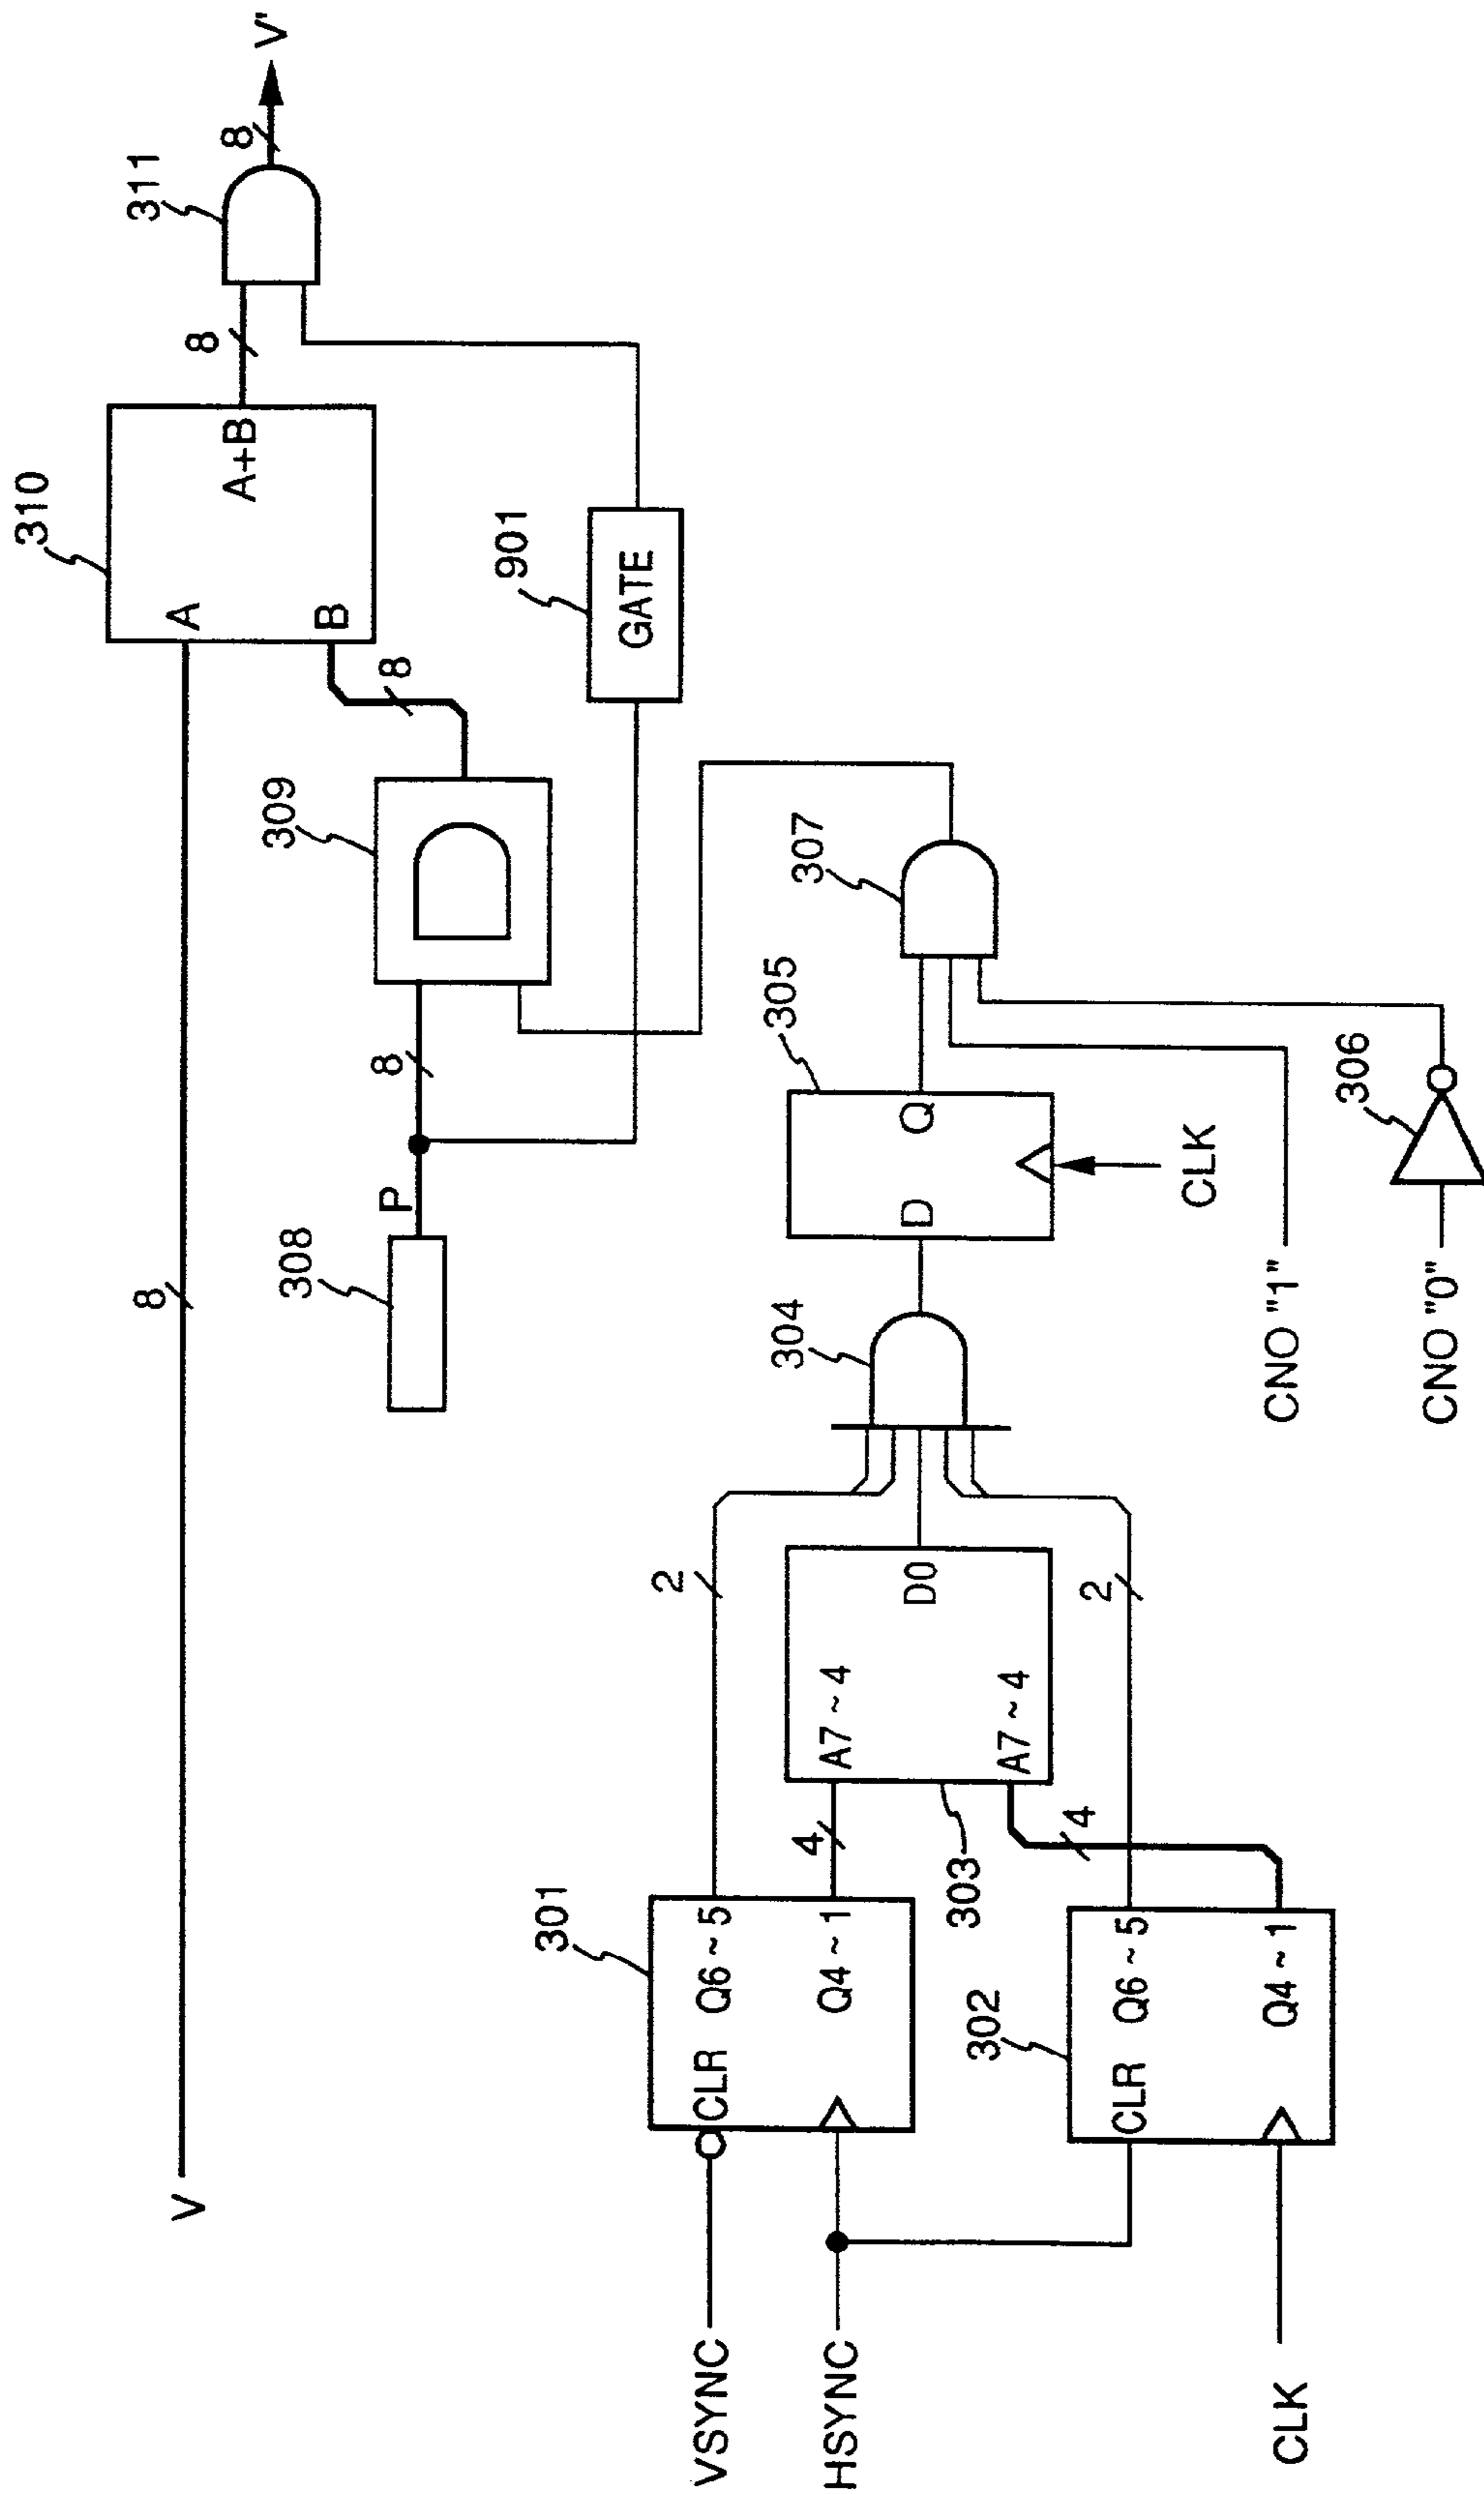 V
8
310
A
B
A+B
8
311
8
V'
308
P
8
309
8
901
GATE
VSYNC
HSYNC
CLK
301
CLR Q6~5
Q4~1
302
CLR Q6~5
Q4~1
2
4
4
2
303
A7~4
A7~4
D0
304
305
D
Q
CLK
307
CNO "1"
CNO "0"
306